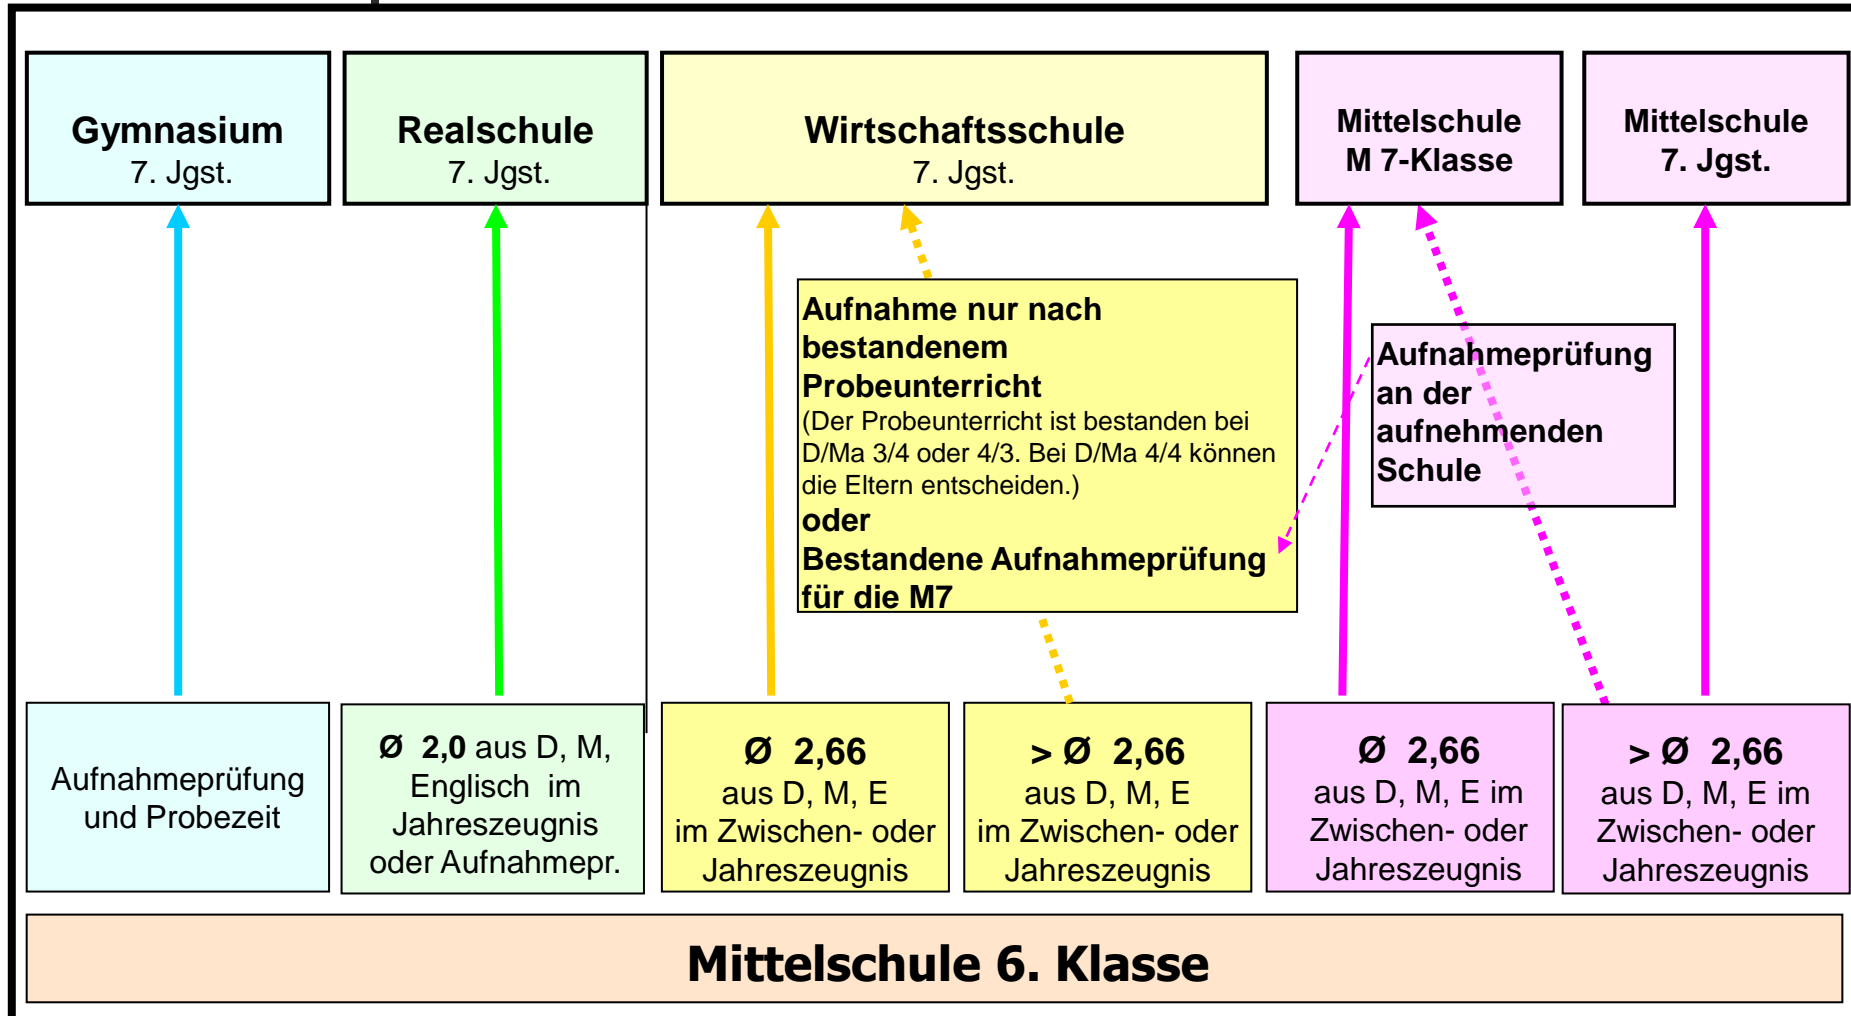 Gymnasium
7. Jgst.
Realschule
7. Jgst.
Wirtschaftsschule
7. Jgst.
Mittelschule
M 7-Klasse
Mittelschule
7. Jgst.
Aufnahme nur nach
bestandenem
Probeunterricht
(Der Probeunterricht ist bestanden bei
D/Ma 3/4 oder 4/3. Bei D/Ma 4/4 können
die Eltern entscheiden.)
oder
Bestandene Aufnahmeprüfung
für die M7
Aufnahmeprüfung
an der
aufnehmenden
Schule
Aufnahmeprüfung
und Probezeit
Ø 2,0 aus D, M,
Englisch im
Jahreszeugnis
oder Aufnahmepr.
Ø 2,66
aus D, M, E
im Zwischen- oder
Jahreszeugnis
> Ø 2,66
aus D, M, E
im Zwischen- oder
Jahreszeugnis
Ø 2,66
aus D, M, E im
Zwischen- oder
Jahreszeugnis
> Ø 2,66
aus D, M, E im
Zwischen- oder
Jahreszeugnis
Mittelschule 6. Klasse